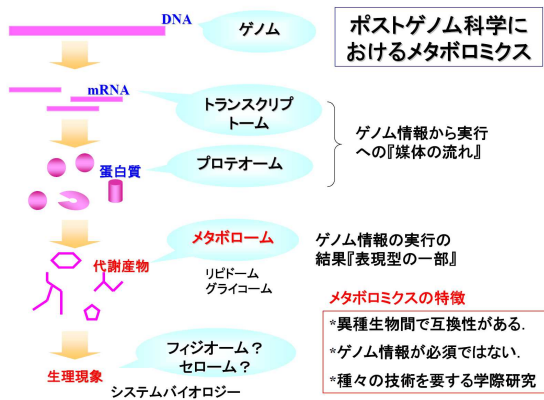 DNA
ゲノム
ポストゲノム科学に
おけるメタボロミクス
mRNA
トランスクリプ
トーム
ゲノム情報から実行
への『媒体の流れ』
蛋白質
プロテオーム
メタボローム
代謝産物
リピドーム
グライコーム
ゲノム情報の実行の
結果『表現型の一部』
メタボロミクスの特徴
*異種生物間で互換性がある.
*ゲノム情報が必須ではない.
*種々の技術を要する学際研究
フィジオーム？
セローム？
生理現象
システムバイオロジー